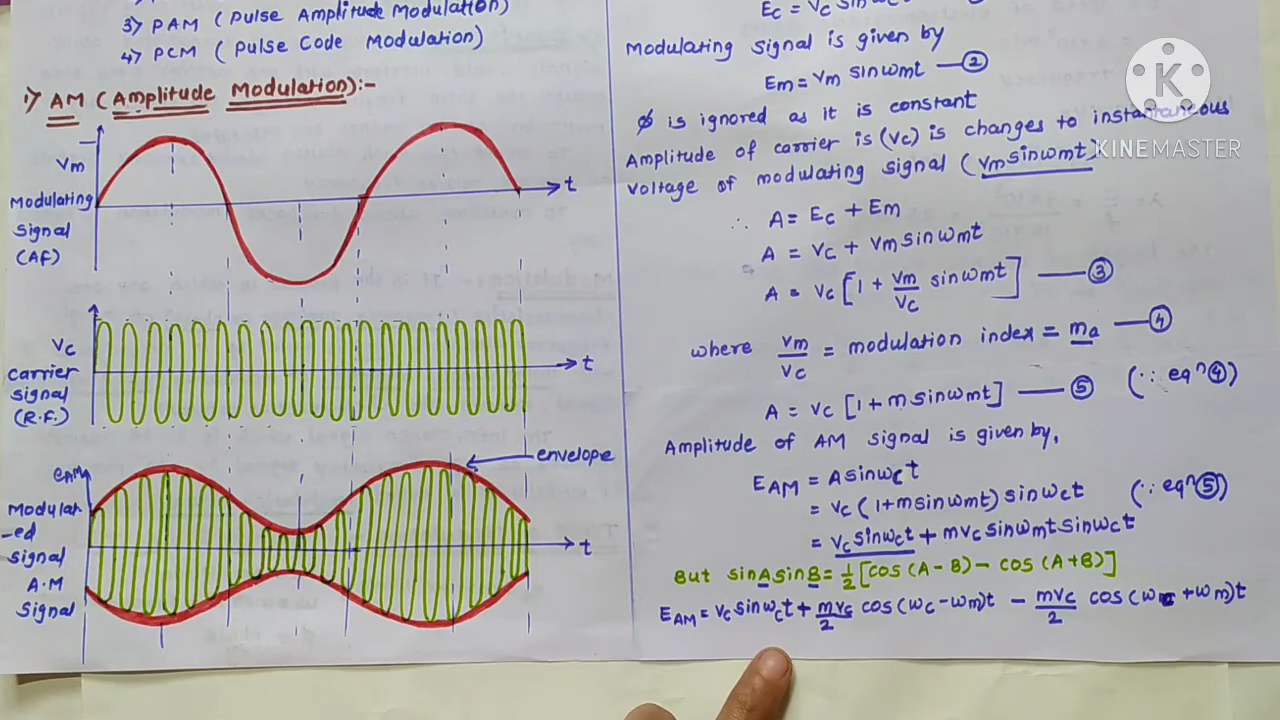 3) PAM ( Pulse Amplitude Modulation)
4) PCM ( Pulse Code Modulation)
1) AM ( Amplitude Modulation):-
Vm
Modulating
Signal
(AF)
t
Vc
Carrier
Signal
(R.F.)
t
envelope
eAM
Modulat-
-ed
Signal
A.M
Signal
t
Ec = Vc sin
Modulating signal is given by
Em = Vm sinωmt —②
φ is ignored as it is constant
Amplitude of carrier is (Vc) is changes to instantaneous
voltage of modulating signal ( Vm sinωmt)
∴ A = Ec + Em
A = Vc + Vm sinωmt
A = Vc [1 + Vm/Vc sinωmt] —③
where Vm/Vc = modulation index = ma —④
A = Vc [1 + m sinωmt] —⑤ (∵ eqⁿ④)
Amplitude of AM signal is given by,
EAM = A sinωct
= Vc (1+m sinωmt) sinωct (∵ eqⁿ⑤)
= Vc sinωct + mVc sinωmt sinωct
But sinA sinB = 1/2 [cos (A-B) - cos (A+B)]
EAM = Vc sinωct + mVc/2 cos (ωc-ωm)t - mVc/2 cos (ωc+ωm)t
K
KINEMASTER